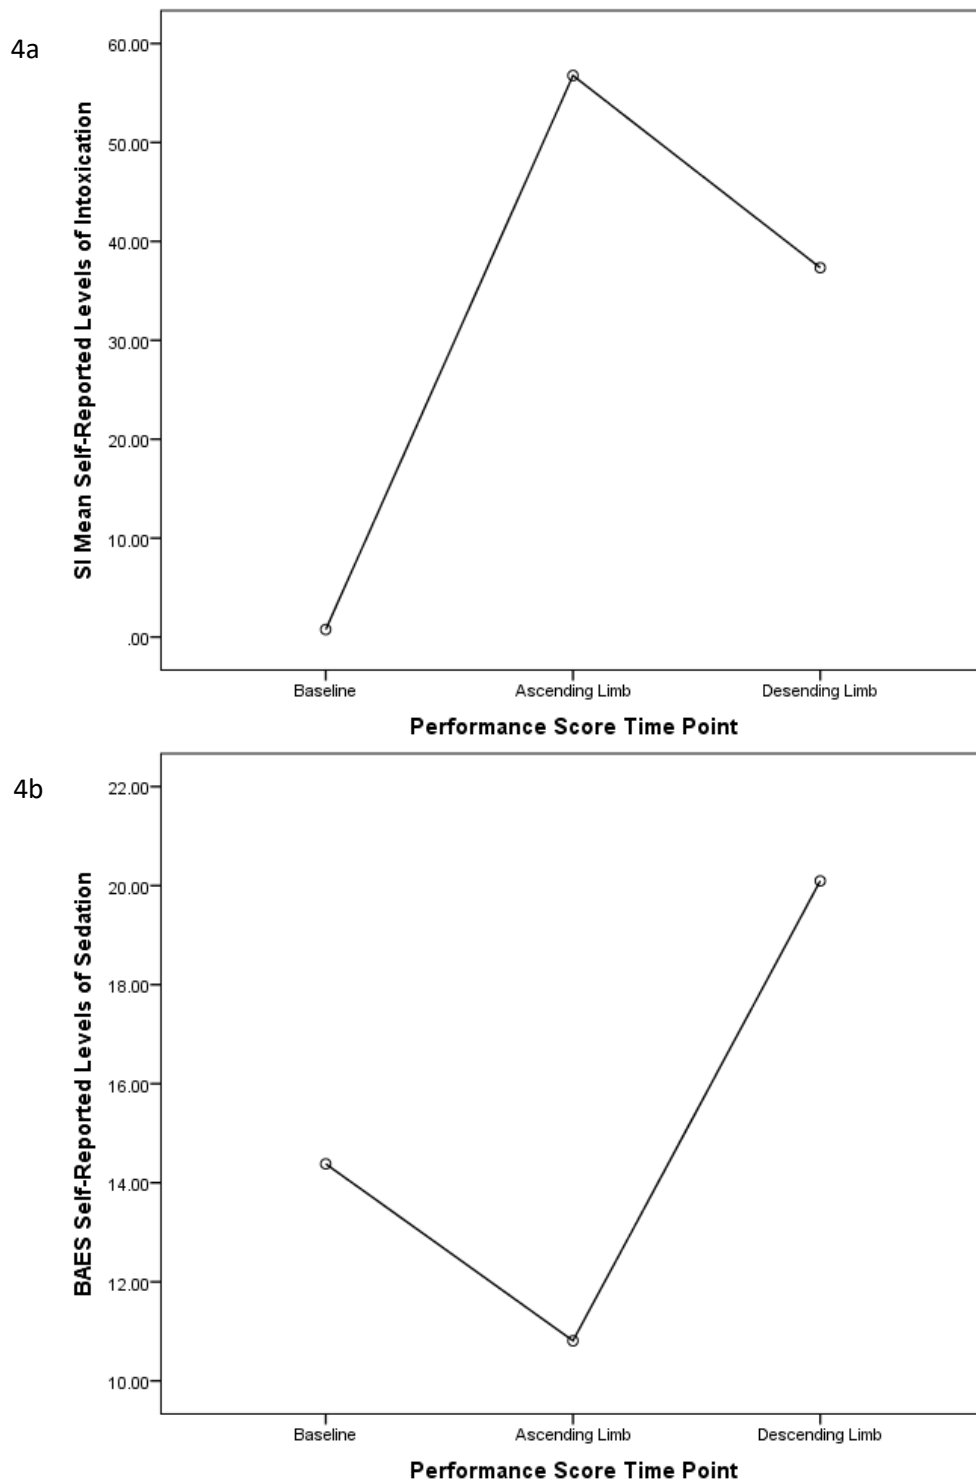 4a
SI Mean Self-Reported Levels of Intoxication
60.00
50.00
40.00
30.00
20.00
10.00
.00
Baseline
Ascending Limb
Desending Limb
Performance Score Time Point
4b
BAES Self-Reported Levels of Sedation
22.00
20.00
18.00
16.00
14.00
12.00
10.00
Baseline
Ascending Limb
Descending Limb
Performance Score Time Point